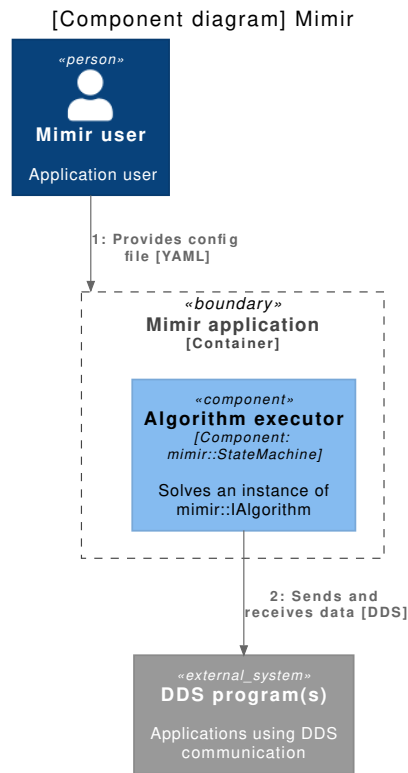 [Component diagram] Mimir
«person»
Mimir user
Application user
1: Provides config
file [YAML]
«boundary»
Mimir application
[Container]
«component»
Algorithm executor
[Component:
mimir::StateMachine]
Solves an instance of
mimir::IAlgorithm
2: Sends and
receives data [DDS]
«external_system»
DDS program(s)
Applications using DDS
communication